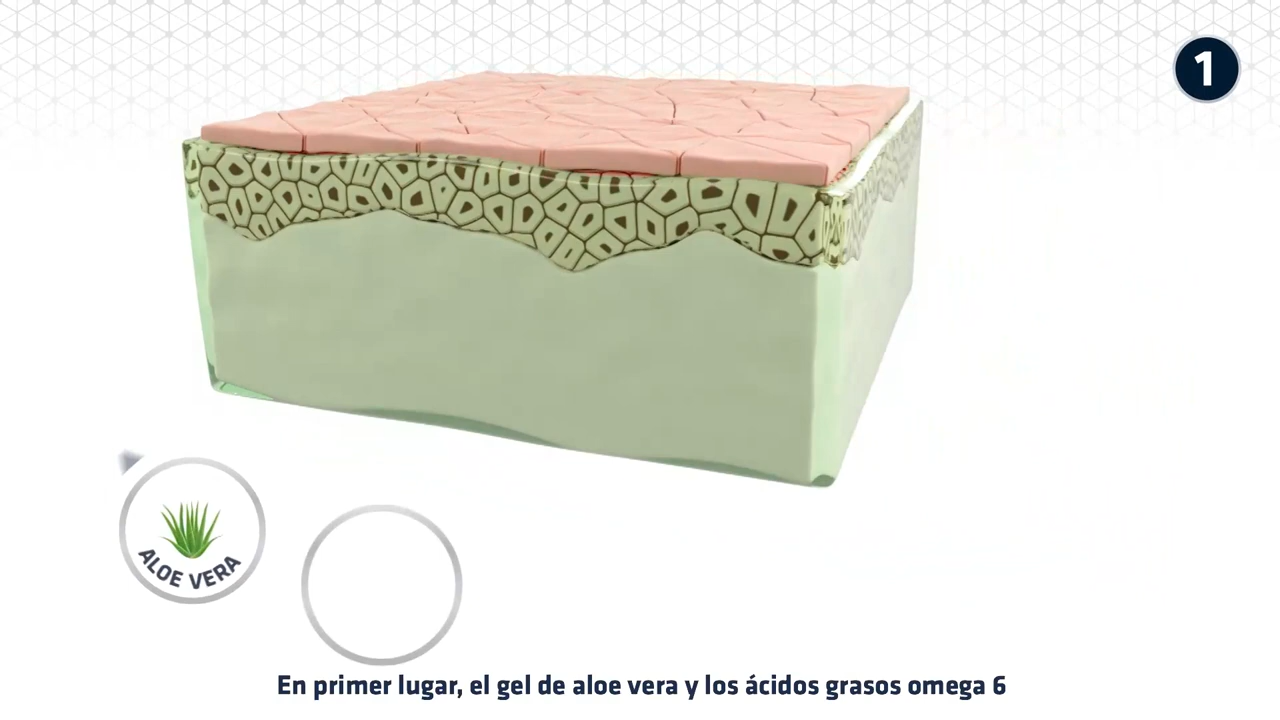 1
ALOE VERA
En primer lugar, el gel de aloe vera y los ácidos grasos omega 6